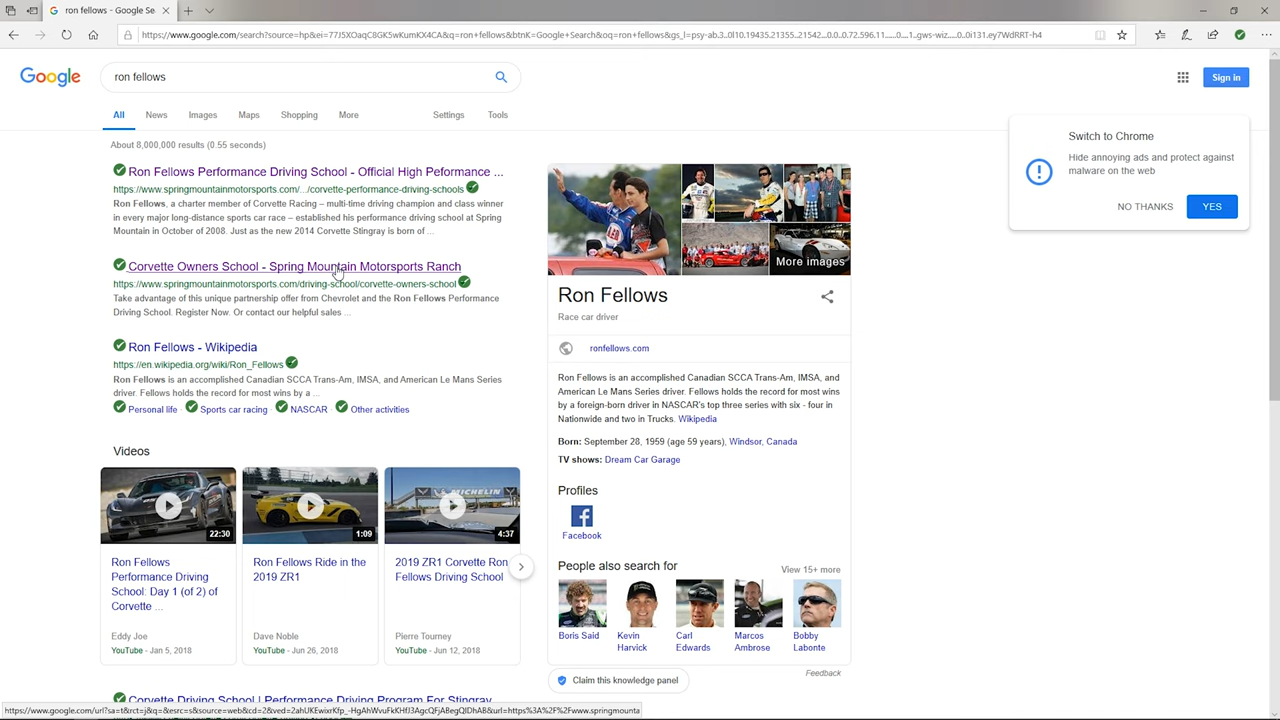 ron fellows - Google Se
https://www.google.com/search?source=hp&ei=77J5XOaqC8GK5wKumKX4CA&q=ron+fellows&btnK=Google+Search&oq=ron+fellows&gs_l=psy-ab.3..0l10.19435.21355..21542...0.0..0.72.596.11......0....1..gws-wiz.....0..0i131.ey7WdRRT-h4
Google
ron fellows
Sign in
All News Images Maps Shopping More Settings Tools
About 8,000,000 results (0.55 seconds)
Switch to Chrome
Hide annoying ads and protect against
malware on the web
NO THANKS YES
Ron Fellows Performance Driving School - Official High Peformance ...
https://www.springmountainmotorsports.com/.../corvette-performance-driving-schools
Ron Fellows, a charter member of Corvette Racing – multi-time driving champion and class winner
in every major long-distance sports car race – established his performance driving school at Spring
Mountain in October of 2008. Just as the new 2014 Corvette Stingray is born of ...
Corvette Owners School - Spring Mountain Motorsports Ranch
https://www.springmountainmotorsports.com/driving-school/corvette-owners-school
Take advantage of this unique partnership offer from Chevrolet and the Ron Fellows Performance
Driving School. Register Now. Or contact our helpful sales ...
Ron Fellows - Wikipedia
https://en.wikipedia.org/wiki/Ron_Fellows
Ron Fellows is an accomplished Canadian SCCA Trans-Am, IMSA, and American Le Mans Series
driver. Fellows holds the record for most wins by a ...
Personal life · Sports car racing · NASCAR · Other activities
Videos
22:30
1:09
MICHELIN
4:37
Ron Fellows
Performance Driving
School: Day 1 (of 2) of
Corvette ...
Eddy Joe
YouTube - Jan 5, 2018
Ron Fellows Ride in the
2019 ZR1
Dave Noble
YouTube - Jun 26, 2018
2019 ZR1 Corvette Ron
Fellows Driving School
Pierre Tourney
YouTube - Jun 12, 2018
Corvette Driving School | Performance Driving Program For Stingray
More images
Ron Fellows
Race car driver
ronfellows.com
Ron Fellows is an accomplished Canadian SCCA Trans-Am, IMSA, and
American Le Mans Series driver. Fellows holds the record for most wins
by a foreign-born driver in NASCAR's top three series with six - four in
Nationwide and two in Trucks. Wikipedia
Born: September 28, 1959 (age 59 years), Windsor, Canada
TV shows: Dream Car Garage
Profiles
Facebook
People also search for
View 15+ more
Boris Said
Kevin
Harvick
Carl
Edwards
Marcos
Ambrose
Bobby
Labonte
Feedback
Claim this knowledge panel